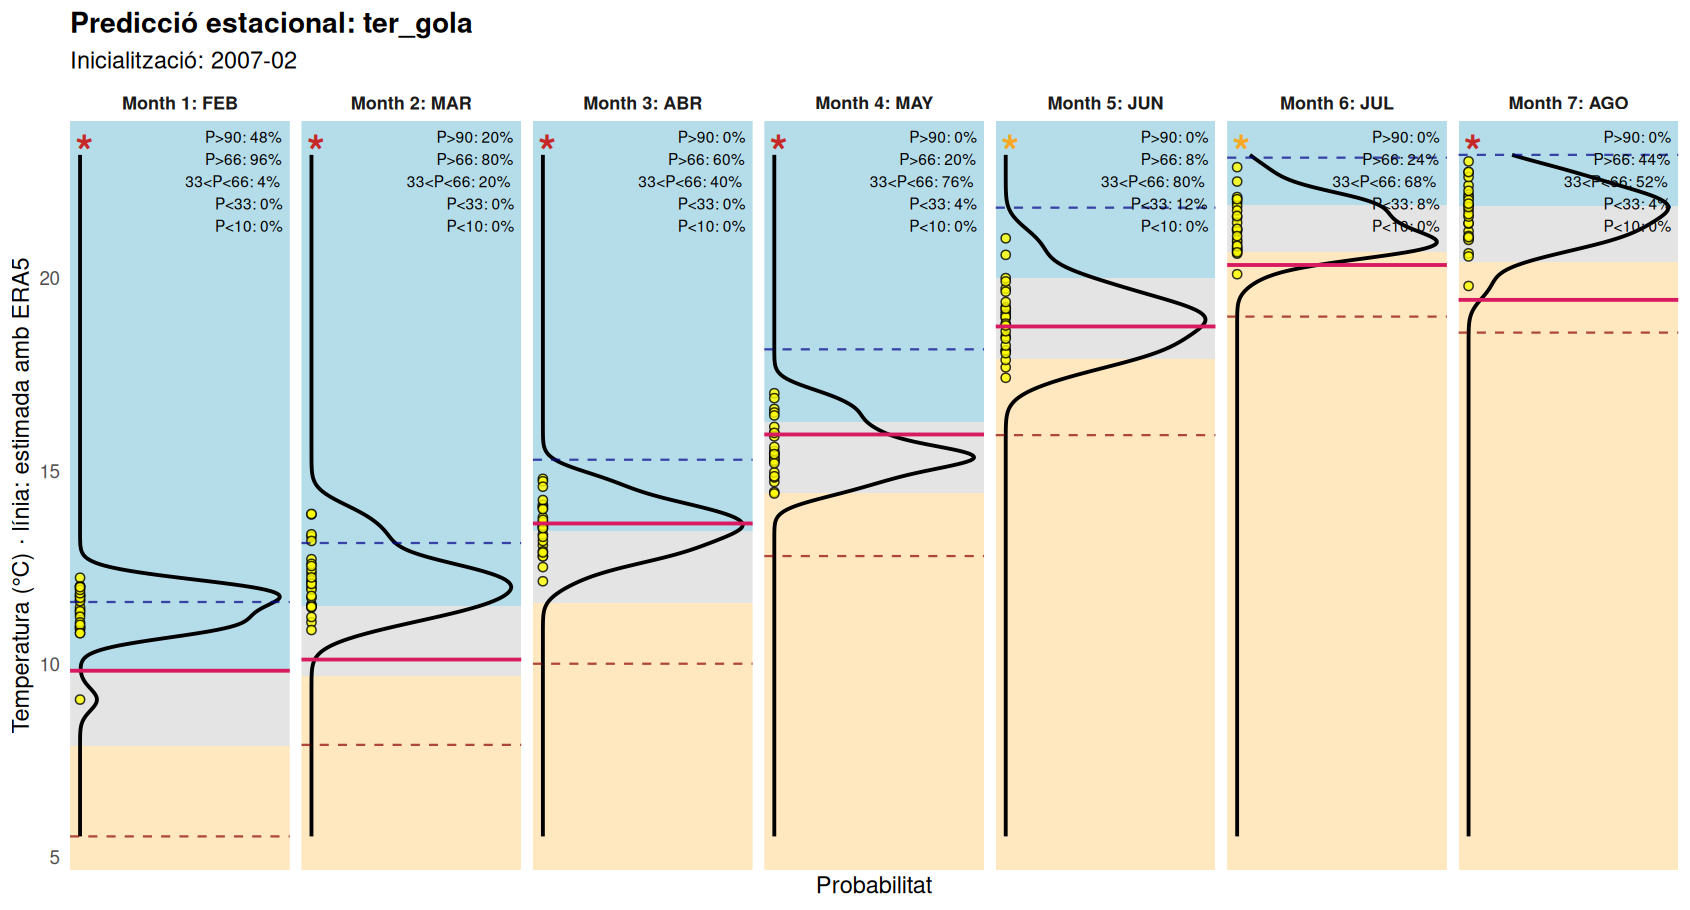 Predicció estacional: ter_gola
Inicialització: 2007-02
Month 1: FEB
Month 2: MAR
Month 3: ABR
Month 4: MAY
Month 5: JUN
Month 6: JUL
Month 7: AGO
*
P>90: 48%
P>66: 96%
33<P<66: 4%
P<33: 0%
P<10: 0%
*
P>90: 20%
P>66: 80%
33<P<66: 20%
P<33: 0%
P<10: 0%
*
P>90: 0%
P>66: 60%
33<P<66: 40%
P<33: 0%
P<10: 0%
*
P>90: 0%
P>66: 20%
33<P<66: 76%
P<33: 4%
P<10: 0%
*
P>90: 0%
P>66: 8%
33<P<66: 80%
P<33: 12%
P<10: 0%
*
P>90: 0%
P>66: 24%
33<P<66: 68%
P<33: 8%
P<10: 0%
*
P>90: 0%
P>66: 44%
33<P<66: 52%
P<33: 4%
P<10: 0%
Temperatura (°C) · línia: estimada amb ERA5
20
15
10
5
Probabilitat